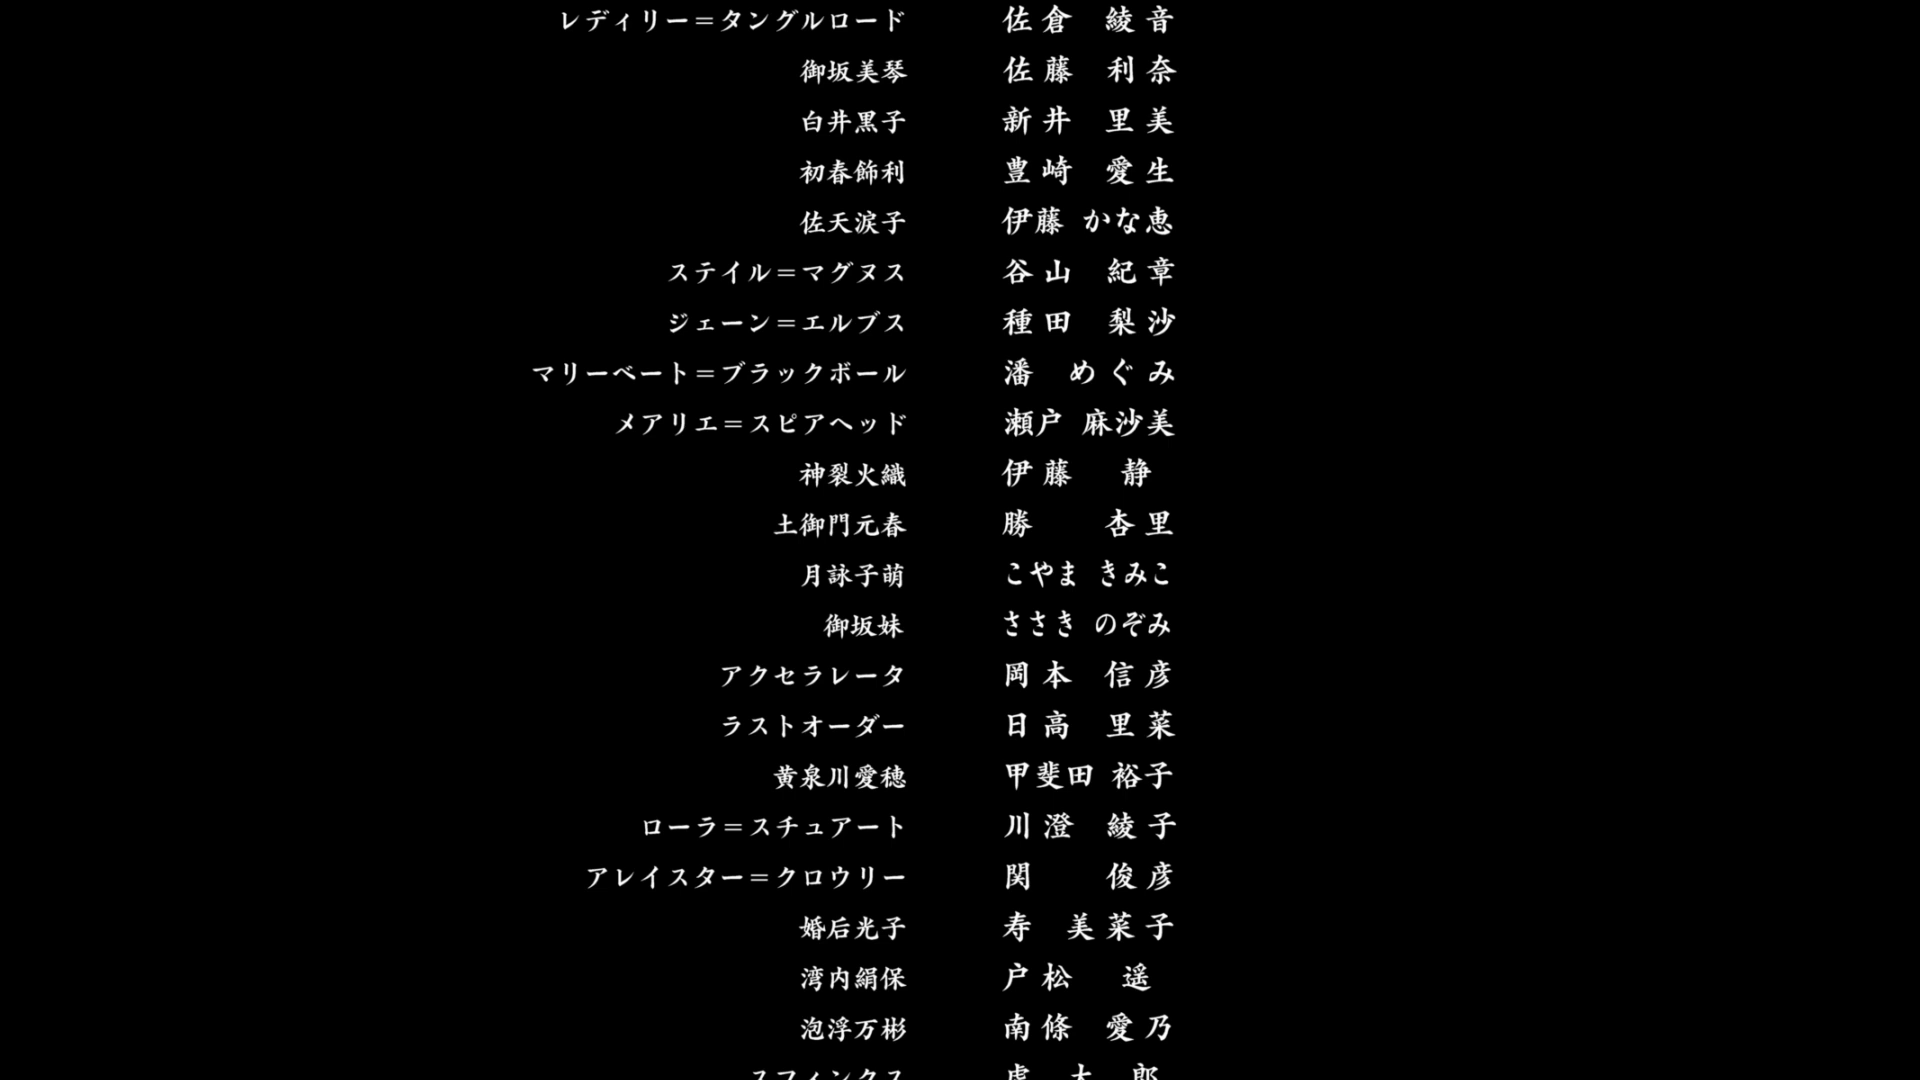 レディリー＝タングルロード 佐倉 綾音
御坂美琴 佐藤 利奈
白井黒子 新井 里美
初春飾利 豊崎 愛生
佐天涙子 伊藤 かな恵
ステイル＝マグヌス 谷山 紀章
ジェーン＝エルブス 種田 梨沙
マリーベート＝ブラックボール 潘 めぐみ
メアリエ＝スピアヘッド 瀬戸 麻沙美
神裂火織 伊藤 静
土御門元春 勝 杏里
月詠子萌 こやま きみこ
御坂妹 ささき のぞみ
アクセラレータ 岡本 信彦
ラストオーダー 日高 里菜
黄泉川愛穂 甲斐田 裕子
ローラ＝スチュアート 川澄 綾子
アレイスター＝クロウリー 関 俊彦
婚后光子 寿 美菜子
湾内絹保 戸松 遥
泡浮万彬 南條 愛乃
スフィンクス